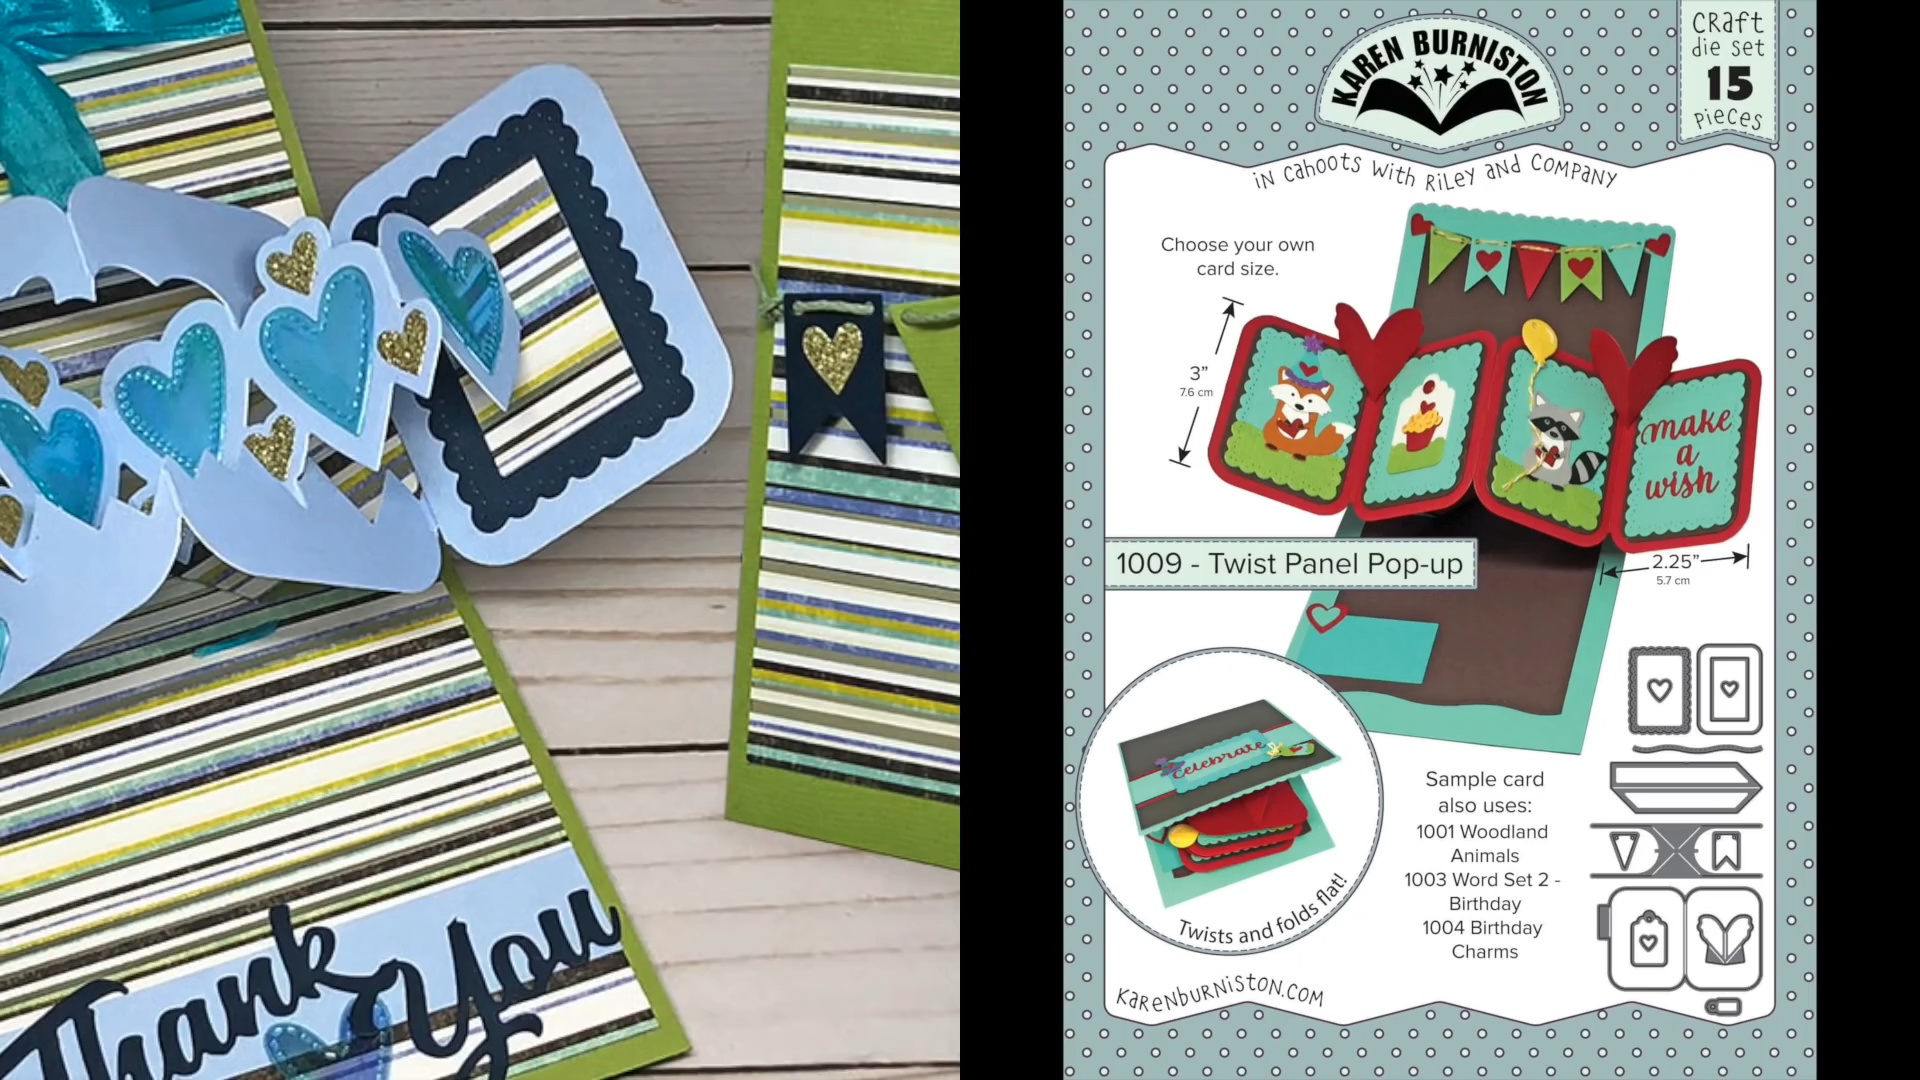 Thank You
KAREN BURNISTON
CRAFT
die set
15
pieces
IN CAHOOTS WITH RILEY AND COMPANY
Choose your own
card size.
3”
7.6 cm
make
a
wish
1009 - Twist Panel Pop-up
2.25”
5.7 cm
celebrate
Twists and folds flat!
Sample card
also uses:
1001 Woodland
Animals
1003 Word Set 2 -
Birthday
1004 Birthday
Charms
KARENBURNISTON.COM